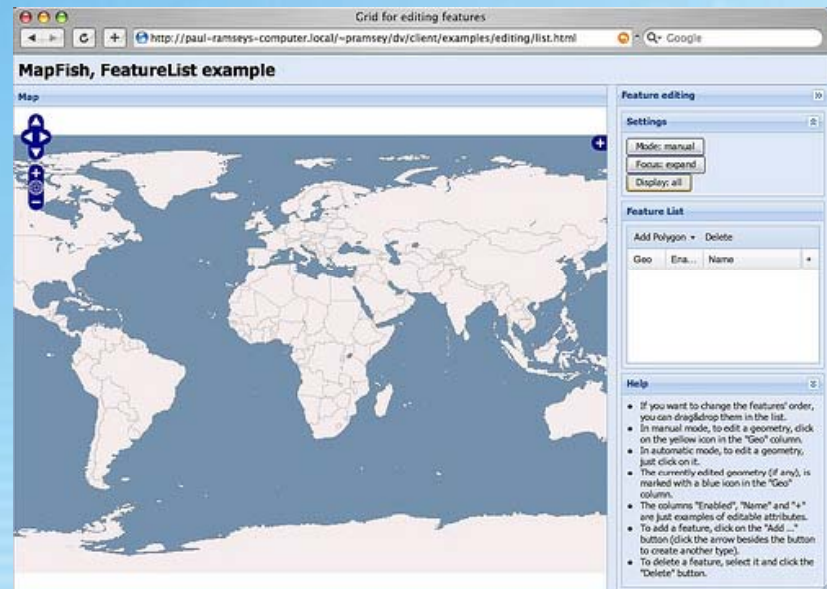 Grid for editing features
http://paul-ramseys-computer.local/~pramsey/dv/client/examples/editing/list.html
Google
MapFish, FeatureList example
Map
Feature editing
Settings
Mode: manual
Focus: expand
Display: all
Feature List
Add Polygon Delete
Geo Ena... Name +
Help
• If you want to change the features' order,
you can drag&drop them in the list.
• In manual mode, to edit a geometry, click
on the yellow icon in the "Geo" column.
• In automatic mode, to edit a geometry,
just click on it.
• The currently edited geometry (if any), is
marked with a blue icon in the "Geo"
column.
• The columns "Enabled", "Name" and "+"
are just examples of editable attributes.
• To add a feature, click on the "Add ..."
button (click the arrow besides the button
to create another type).
• To delete a feature, select it and click the
"Delete" button.